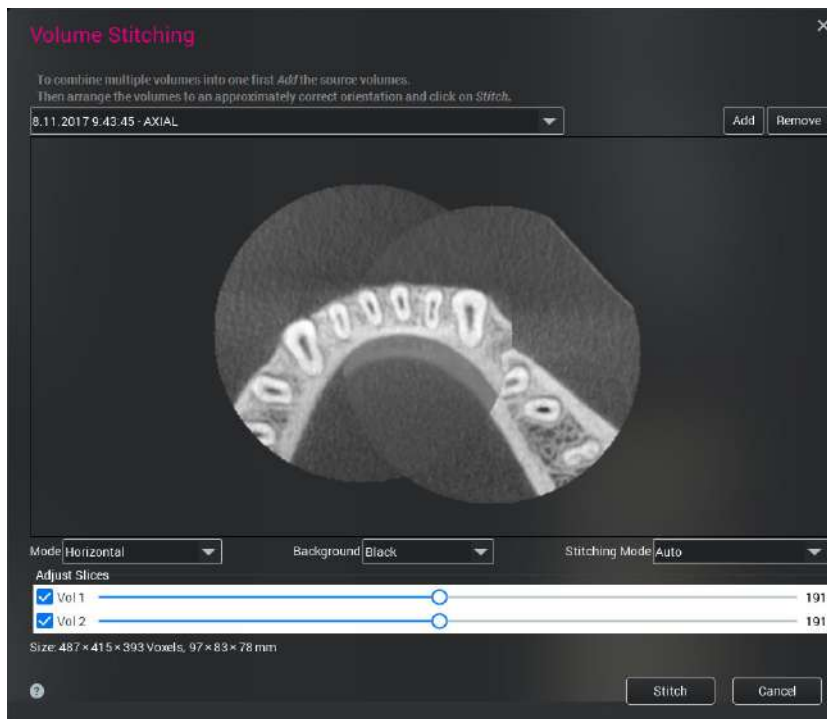 Volume Stitching
To combine multiple volumes into one first Add the source volumes.
Then arrange the volumes to an approximately correct orientation and click on Stitch.
8.11.2017 9:43:45 - AXIAL
Add Remove
Mode Horizontal Background Black Stitching Mode Auto
Adjust Slices
Vol 1 191
Vol 2 191
Size: 487×415×393 Voxels, 97×83×78 mm
? Stitch Cancel